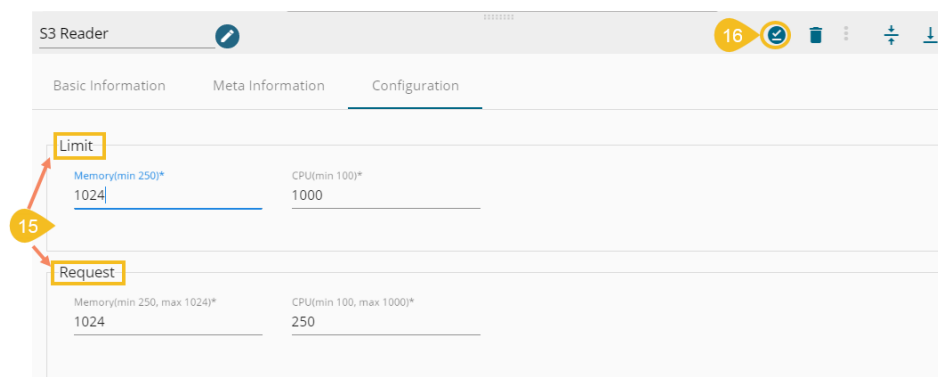 S3 Reader
16
Basic Information Meta Information Configuration
Limit
Memory(min 250)* CPU(min 100)*
1024 1000
15
Request
Memory(min 250, max 1024)* CPU(min 100, max 1000)*
1024 250